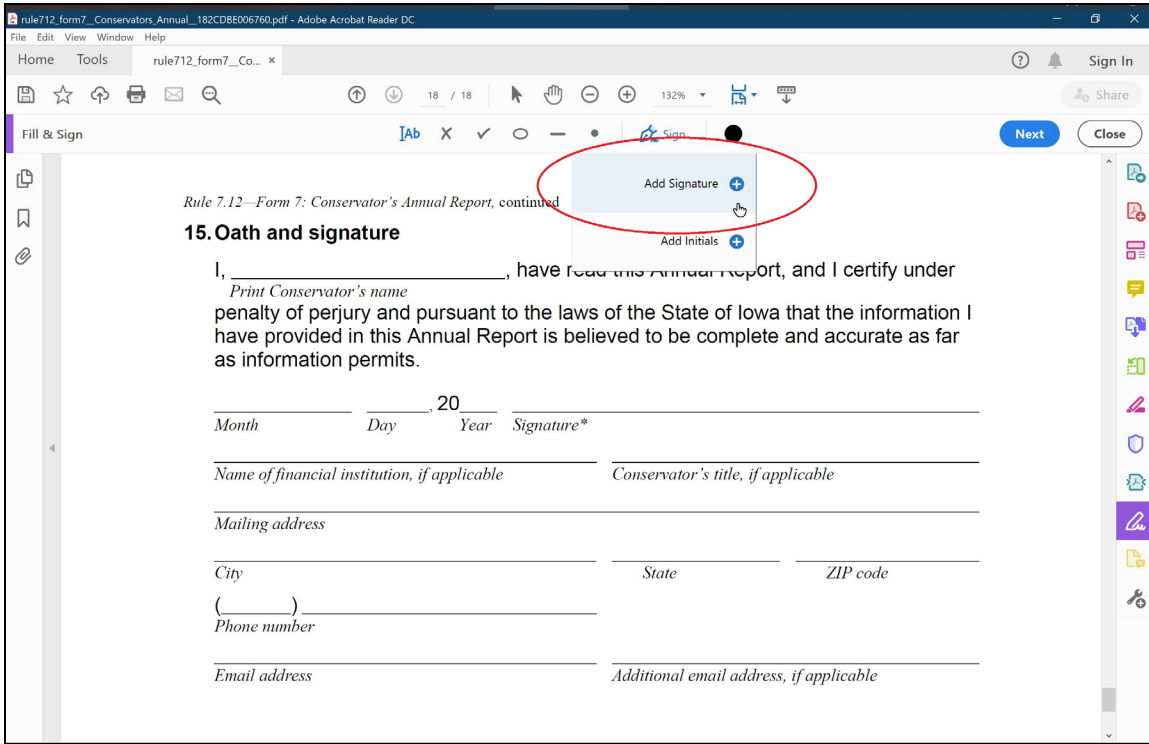 rule712_form7__Conservators_Annual__182CDBE006760.pdf - Adobe Acrobat Reader DC
File Edit View Window Help
Home Tools rule712_form7__Co... × ? Sign In
18 / 18 132% Share
Fill & Sign IAb Sign Next Close
Add Signature
Rule 7.12—Form 7: Conservator's Annual Report, continued
Add Initials
15. Oath and signature
I, ____________________, have read this Annual Report, and I certify under
Print Conservator's name
penalty of perjury and pursuant to the laws of the State of Iowa that the information I
have provided in this Annual Report is believed to be complete and accurate as far
as information permits.
, 20
Month Day Year Signature*
Name of financial institution, if applicable Conservator's title, if applicable
Mailing address
City State ZIP code
(______)
Phone number
Email address Additional email address, if applicable